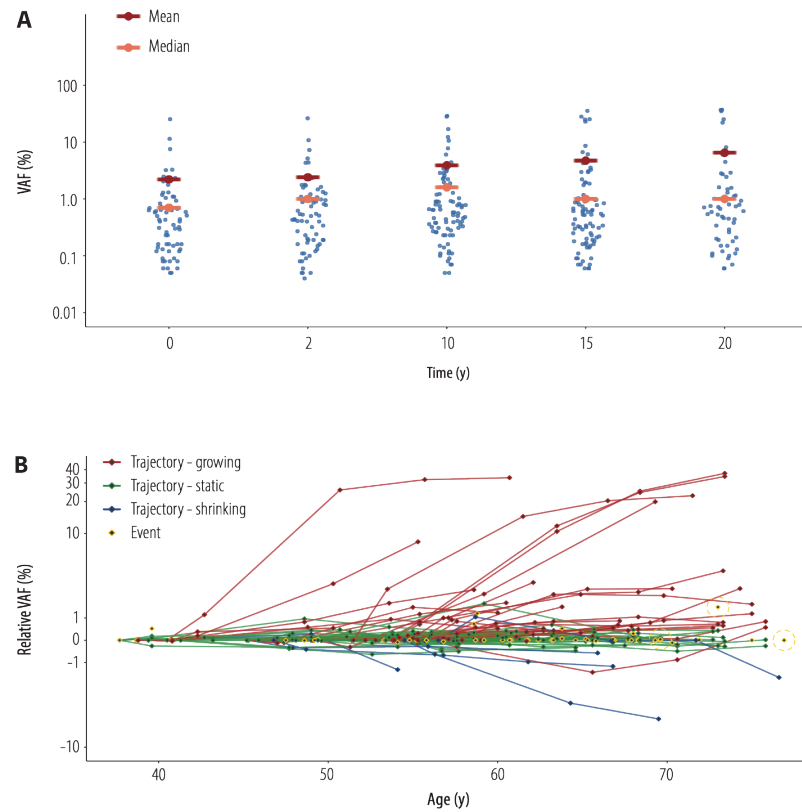 A
Mean
Median
100
10
1.0
0.1
0.01
VAF (%)
0
2
10
15
20
Time (y)
B
Trajectory – growing
Trajectory – static
Trajectory – shrinking
Event
40
30
20
10
1
0
–1
–10
Relative VAF (%)
40
50
60
70
Age (y)